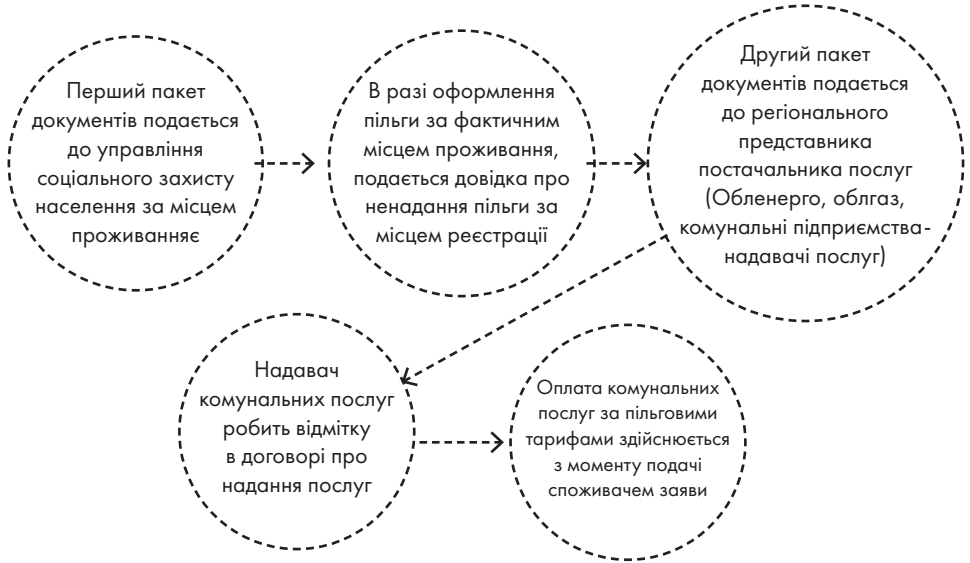 Перший пакет
документів подається
до управління
соціального захисту
населення за місцем
проживанняє
В разі оформлення
пільги за фактичним
місцем проживання,
подається довідка про
ненадання пільги за
місцем реєстрації
Другий пакет
документів подається
до регіонального
представника
постачальника послуг
(Обленерго, облгаз,
комунальні підприємства-
надавачі послуг)
Надавач
комунальних послуг
робить відмітку
в договорі про
надання послуг
Оплата комунальних
послуг за пільговими
тарифами здійснюється
з моменту подачі
споживачем заяви